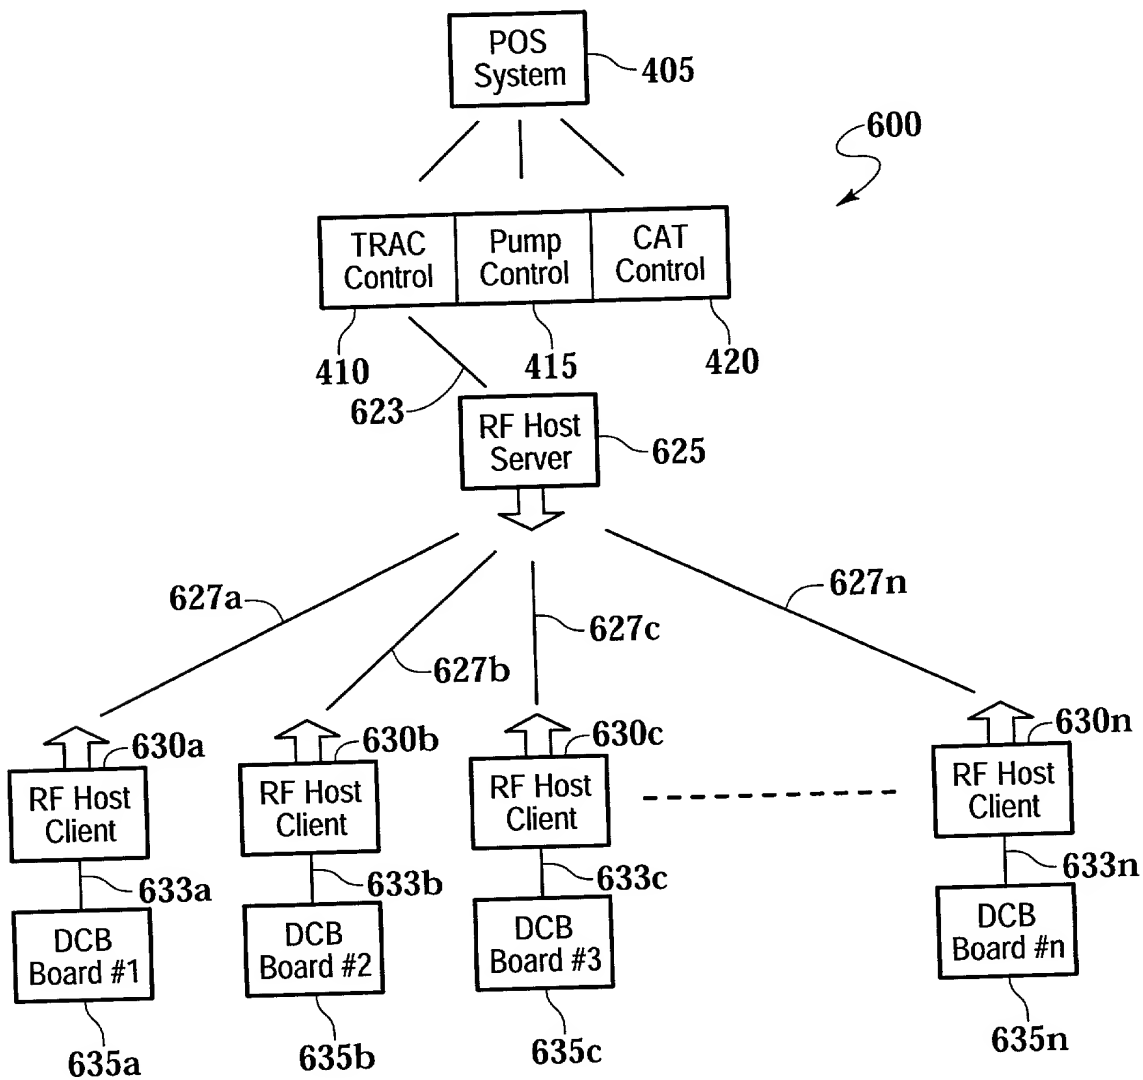 POS
System
405
600
TRAC
Control
Pump
Control
CAT
Control
410
415
420
623
RF Host
Server
625
627a
627b
627c
627n
630a
630b
630c
630n
RF Host
Client
RF Host
Client
RF Host
Client
RF Host
Client
633a
633b
633c
633n
DCB
Board #1
DCB
Board #2
DCB
Board #3
DCB
Board #n
635a
635b
635c
635n